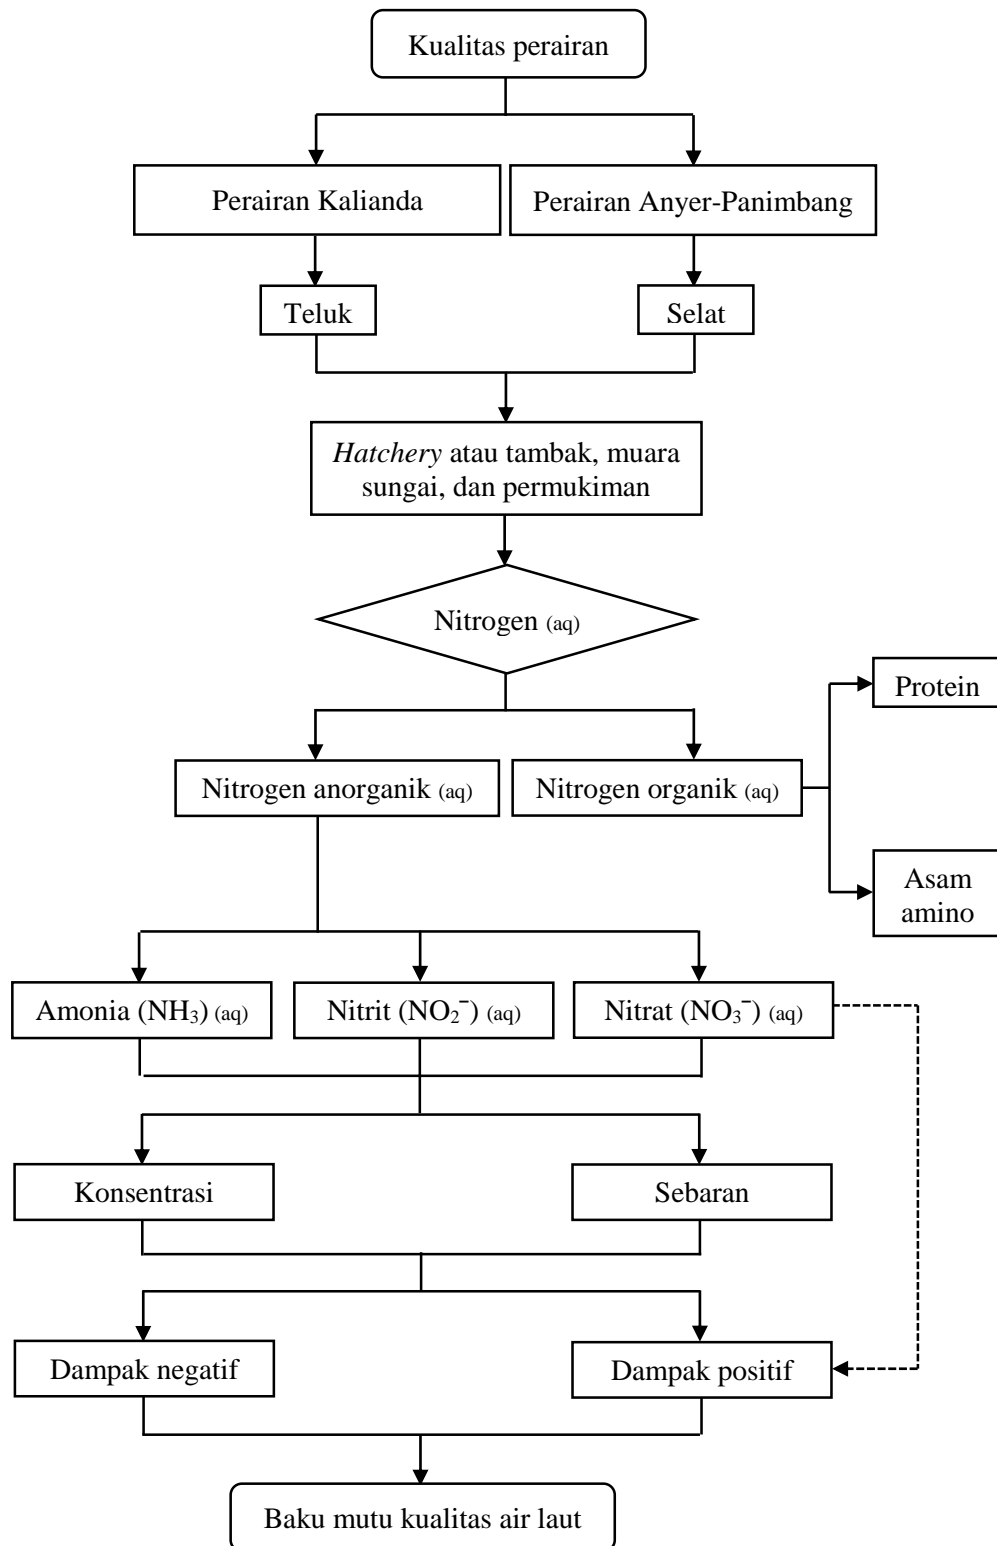 Kualitas perairan
Perairan Kalianda
Perairan Anyer-Panimbang
Teluk
Selat
Hatchery atau tambak, muara
sungai, dan permukiman
Nitrogen (aq)
Protein
Nitrogen anorganik (aq)
Nitrogen organik (aq)
Asam
amino
Amonia (NH₃) (aq)
Nitrit (NO₂⁻) (aq)
Nitrat (NO₃⁻) (aq)
Konsentrasi
Sebaran
Dampak negatif
Dampak positif
Baku mutu kualitas air laut